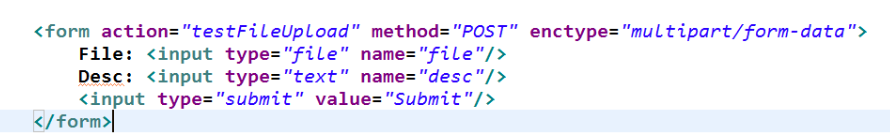 <form action="testFileUpload" method="POST" enctype="multipart/form-data">
File: <input type="file" name="file"/>
Desc: <input type="text" name="desc"/>
<input type="submit" value="Submit"/>
</form>